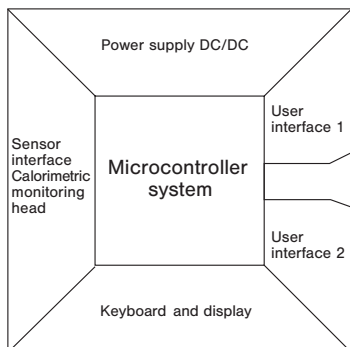 Power supply DC/DC
User
interface 1
Sensor
interface
Calorimetric
monitoring
head
Microcontroller
system
User
interface 2
Keyboard and display